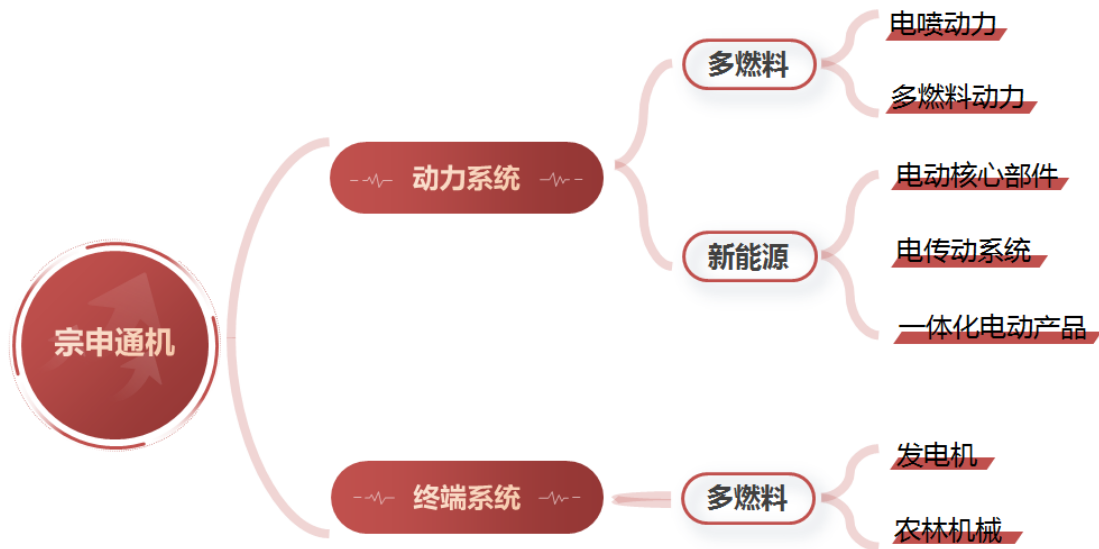 宗申通机
动力系统
多燃料
电喷动力
多燃料动力
新能源
电动核心部件
电传动系统
一体化电动产品
终端系统
多燃料
发电机
农林机械